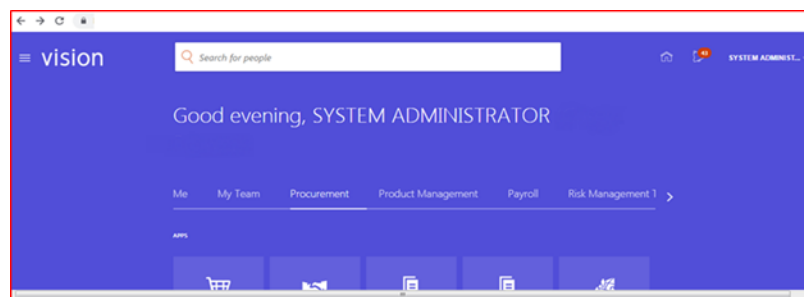 vision
Search for people
43
SYSTEM ADMINIST...
Good evening, SYSTEM ADMINISTRATOR
Me My Team Procurement Product Management Payroll Risk Management
APPS